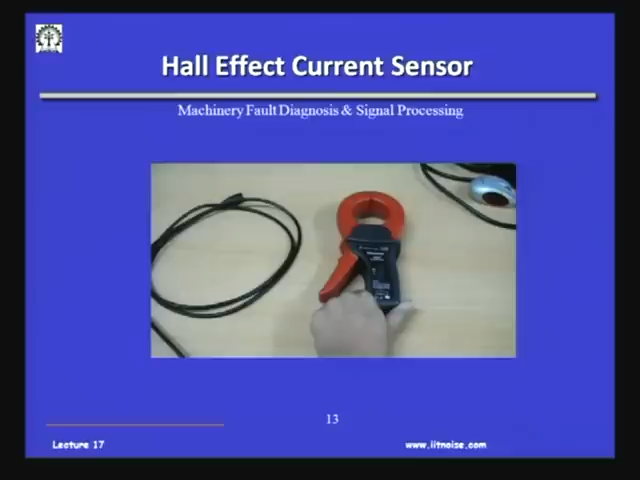 Hall Effect Current Sensor
Machinery Fault Diagnosis & Signal Processing
13
Lecture 17
www.iitnoise.com